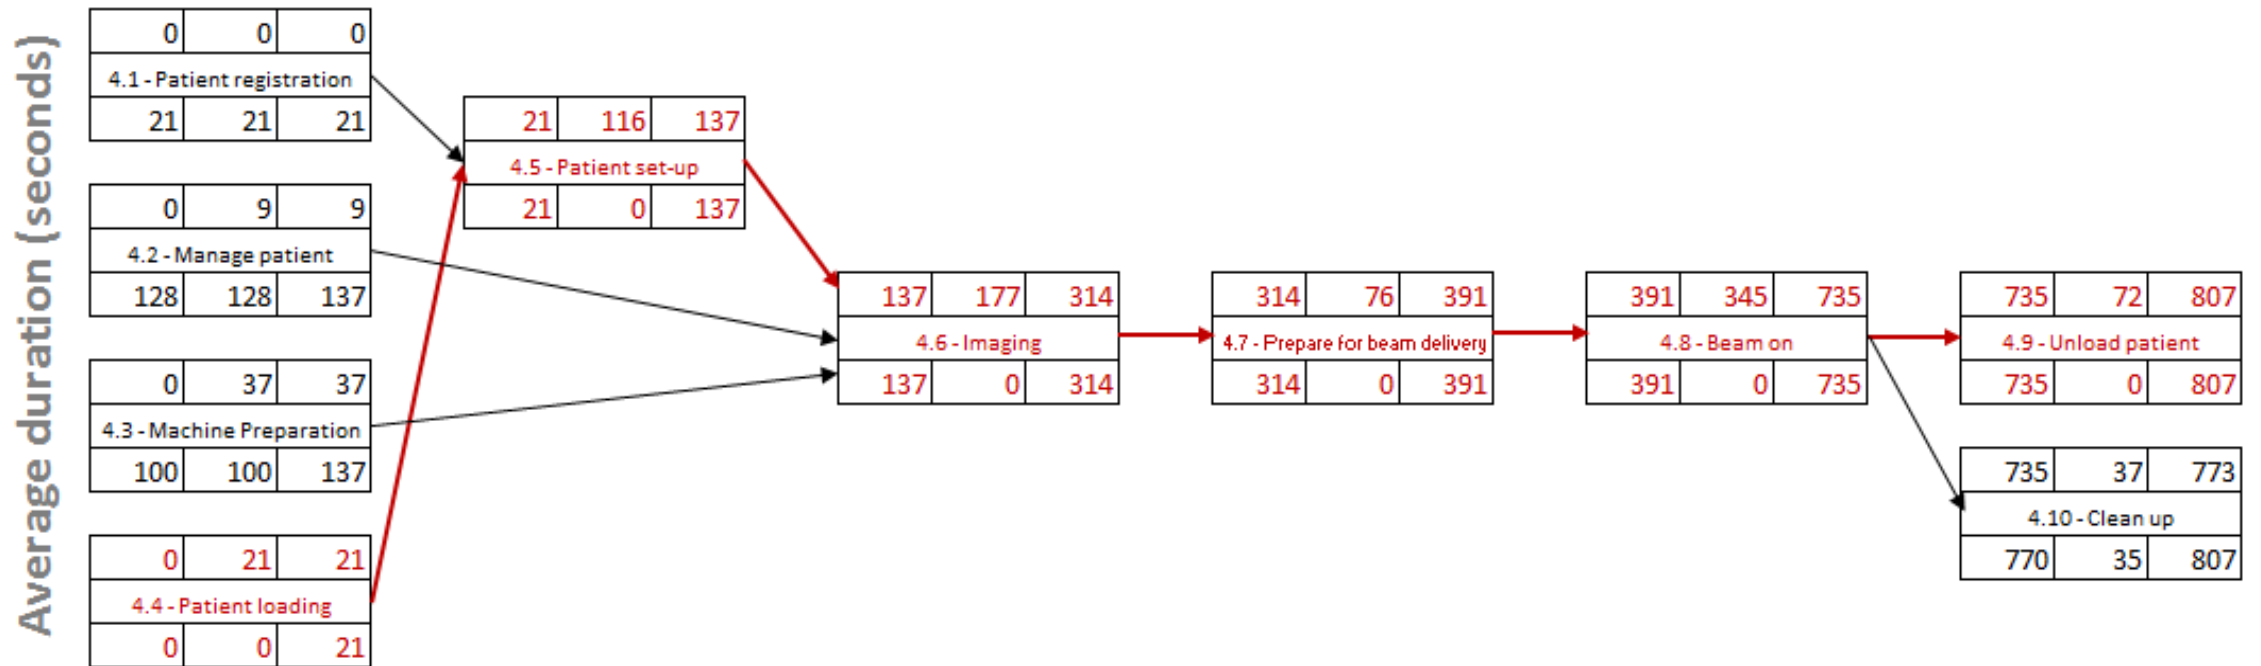 Average duration (seconds)
0 0 0
4.1 - Patient registration
21 21 21
0 9 9
4.2 - Manage patient
128 128 137
0 37 37
4.3 - Machine Preparation
100 100 137
0 21 21
4.4 - Patient loading
0 0 21
21 116 137
4.5 - Patient set-up
21 0 137
137 177 314
4.6 - Imaging
137 0 314
314 76 391
4.7 - Prepare for beam delivery
314 0 391
391 345 735
4.8 - Beam on
391 0 735
735 72 807
4.9 - Unload patient
735 0 807
735 37 773
4.10 - Clean up
770 35 807